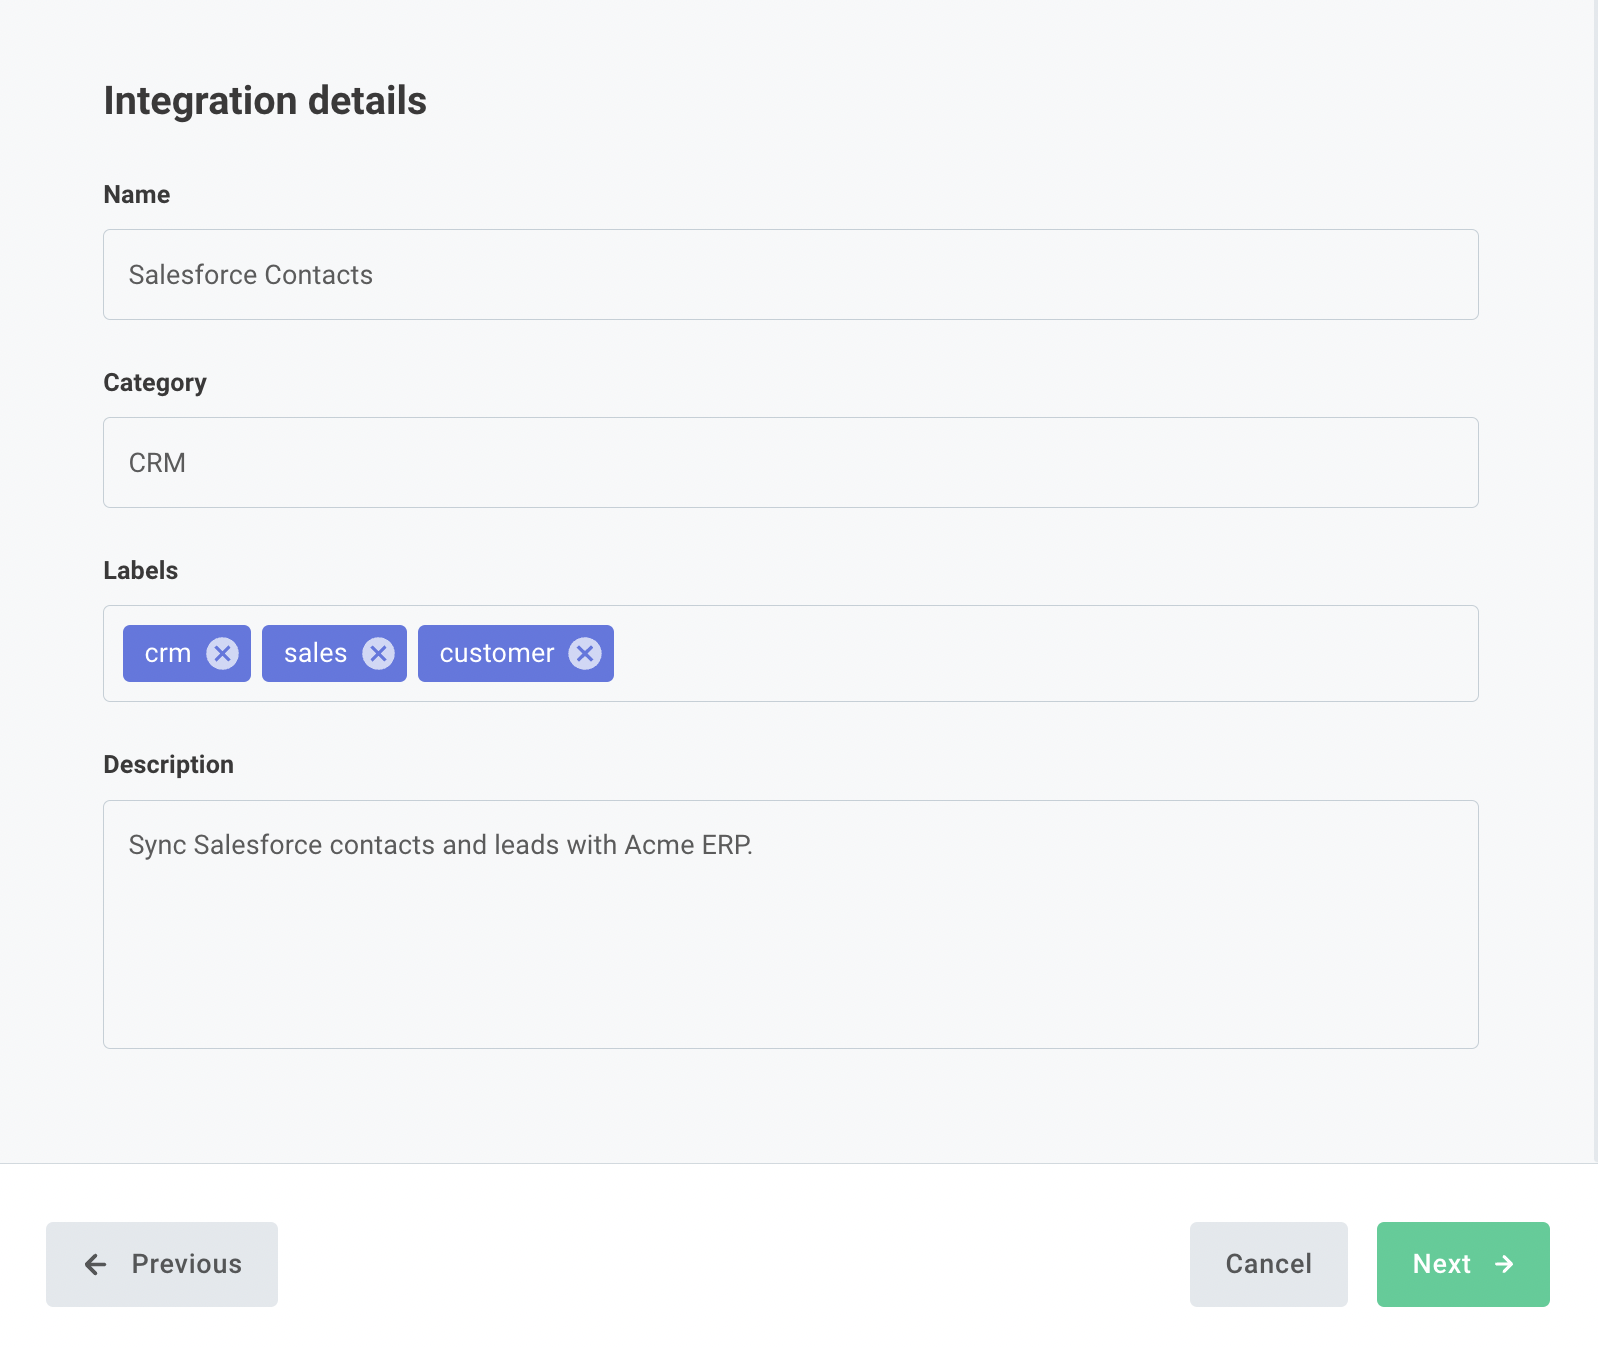 Integration details
Name
Salesforce Contacts
Category
CRM
Labels
crm sales customer
Description
Sync Salesforce contacts and leads with Acme ERP.
Previous Cancel Next